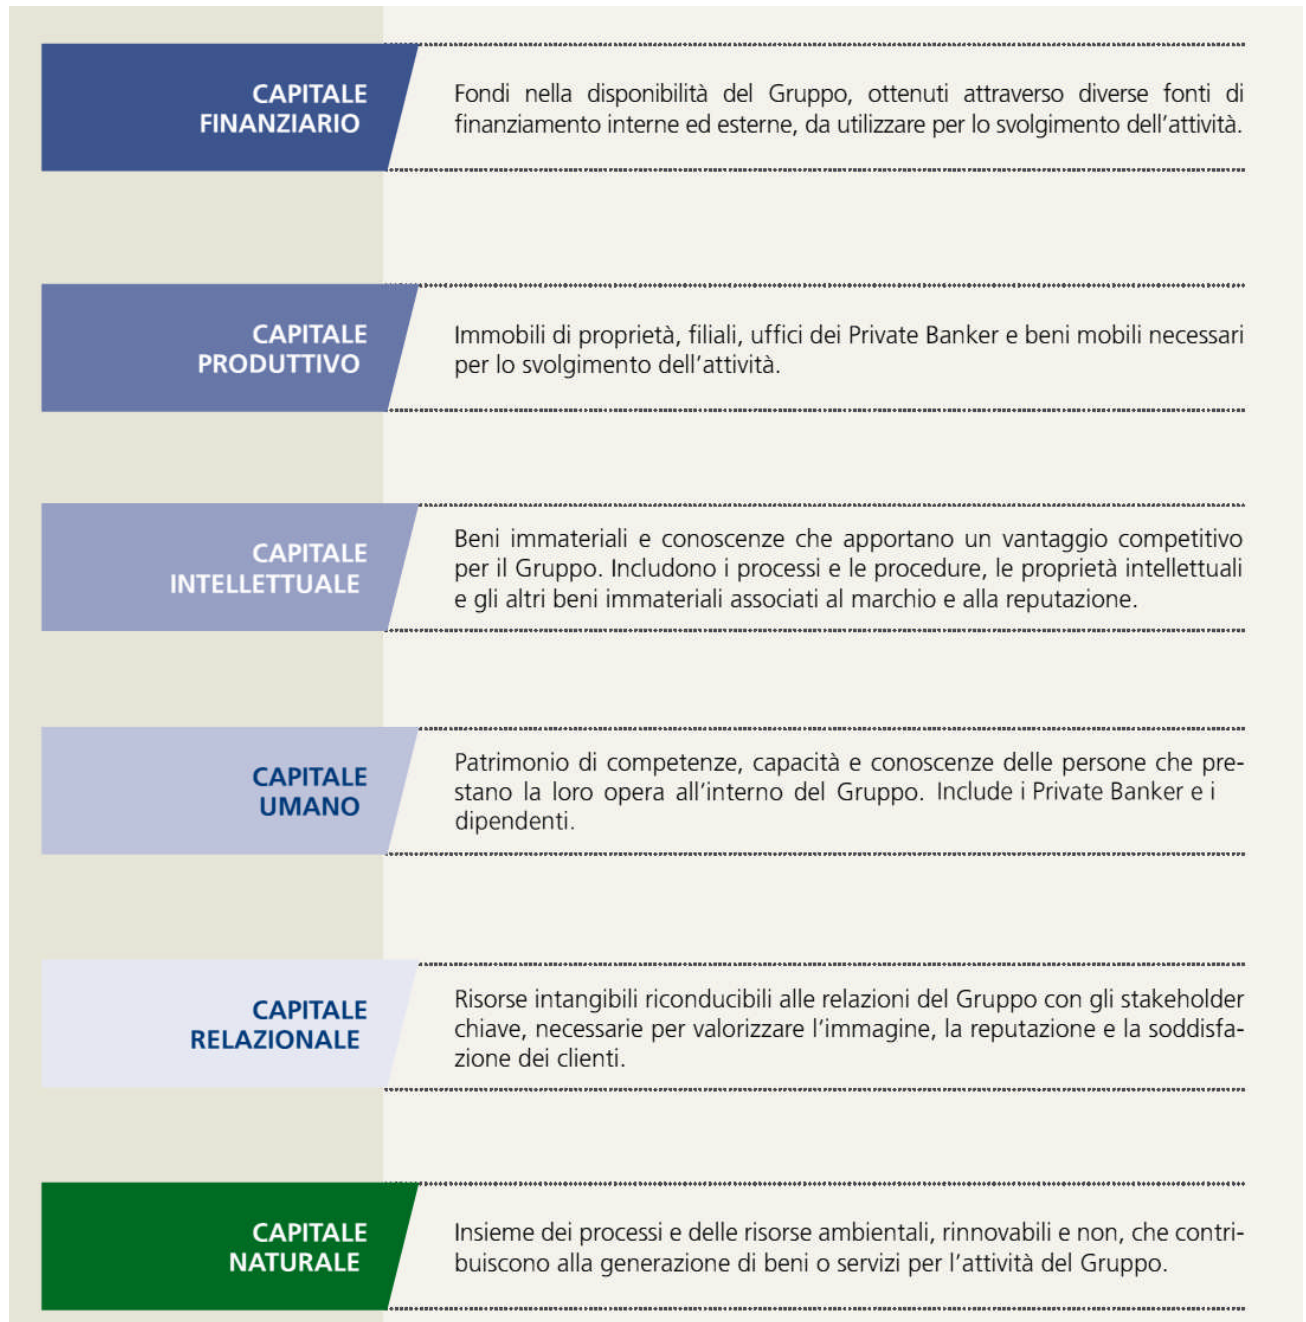 CAPITALE
FINANZIARIO
Fondi nella disponibilità del Gruppo, ottenuti attraverso diverse fonti di
finanziamento interne ed esterne, da utilizzare per lo svolgimento dell'attività.
CAPITALE
PRODUTTIVO
Immobili di proprietà, filiali, uffici dei Private Banker e beni mobili necessari
per lo svolgimento dell'attività.
CAPITALE
INTELLETTUALE
Beni immateriali e conoscenze che apportano un vantaggio competitivo
per il Gruppo. Includono i processi e le procedure, le proprietà intellettuali
e gli altri beni immateriali associati al marchio e alla reputazione.
CAPITALE
UMANO
Patrimonio di competenze, capacità e conoscenze delle persone che pre-
stano la loro opera all'interno del Gruppo. Include i Private Banker e i
dipendenti.
CAPITALE
RELAZIONALE
Risorse intangibili riconducibili alle relazioni del Gruppo con gli stakeholder
chiave, necessarie per valorizzare l'immagine, la reputazione e la soddisfa-
zione dei clienti.
CAPITALE
NATURALE
Insieme dei processi e delle risorse ambientali, rinnovabili e non, che contri-
buiscono alla generazione di beni o servizi per l'attività del Gruppo.